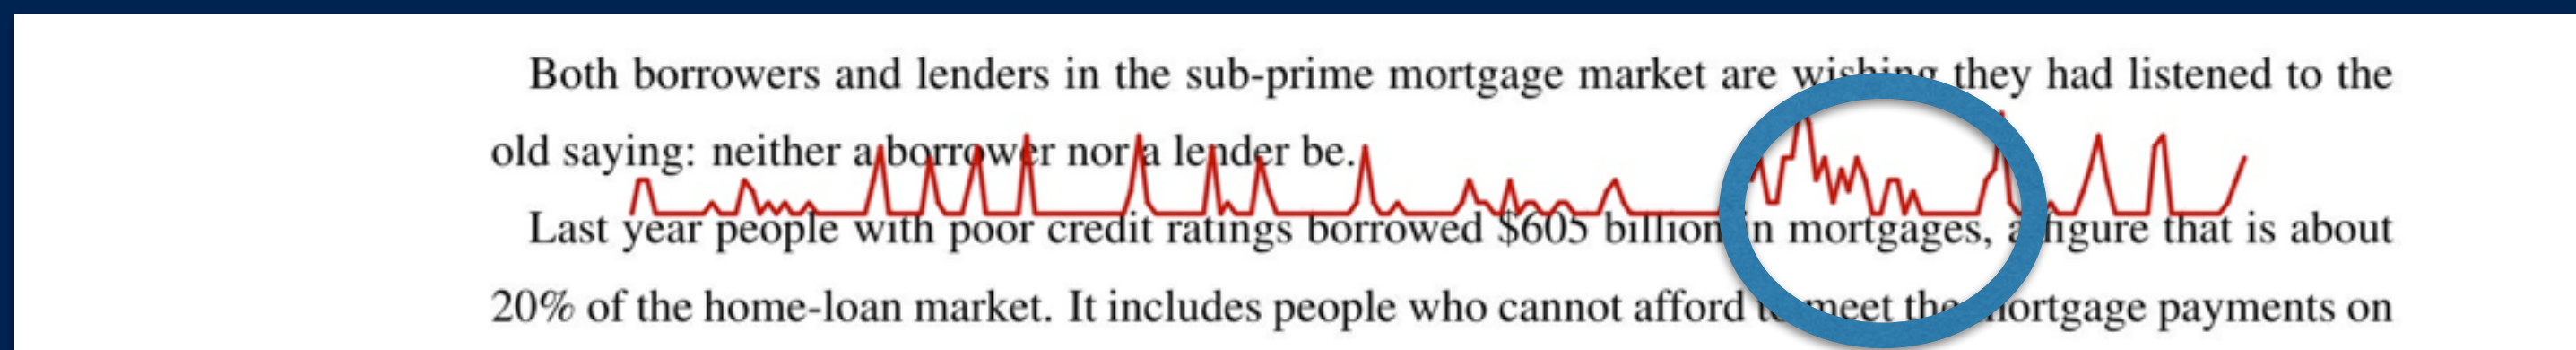 Both borrowers and lenders in the sub-prime mortgage market are wishing they had listened to the
old saying: neither a borrower nor a lender be.
Last year people with poor credit ratings borrowed $605 billion in mortgages, a figure that is about
20% of the home-loan market. It includes people who cannot afford to meet the mortgage payments on